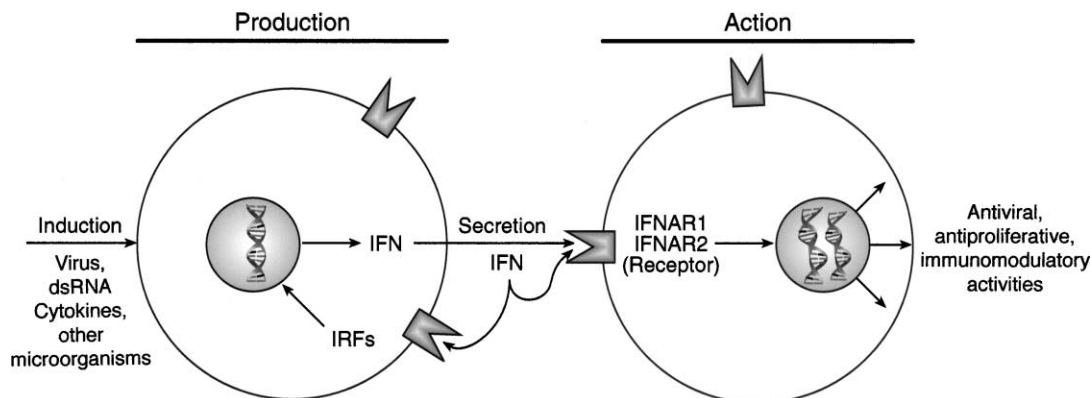 Production
Action
Induction
Virus,
dsRNA
Cytokines,
other
microorganisms
IFN
IRFs
Secretion
IFN
IFNAR1
IFNAR2
(Receptor)
Antiviral,
antiproliferative,
immunomodulatory
activities